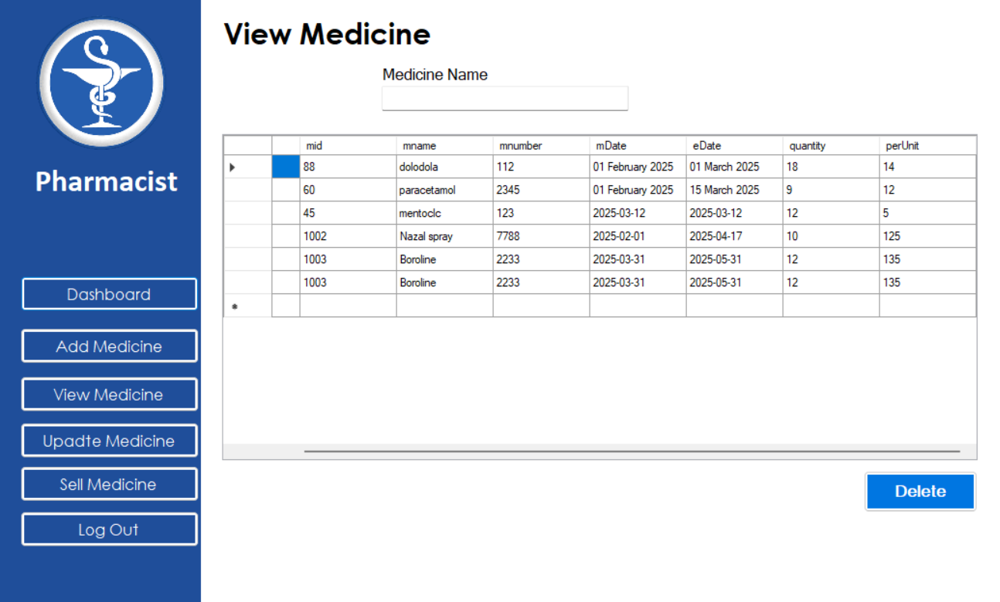 View Medicine
Medicine Name
Pharmacist
Dashboard
Add Medicine
View Medicine
Upadte Medicine
Sell Medicine
Log Out
mid mname mnumber mDate eDate quantity perUnit
88 dolodola 112 01 February 2025 01 March 2025 18 14
60 paracetamol 2345 01 February 2025 15 March 2025 9 12
45 mentoclc 123 2025-03-12 2025-03-12 12 5
1002 Nazal spray 7788 2025-02-01 2025-04-17 10 125
1003 Boroline 2233 2025-03-31 2025-05-31 12 135
1003 Boroline 2233 2025-03-31 2025-05-31 12 135
Delete